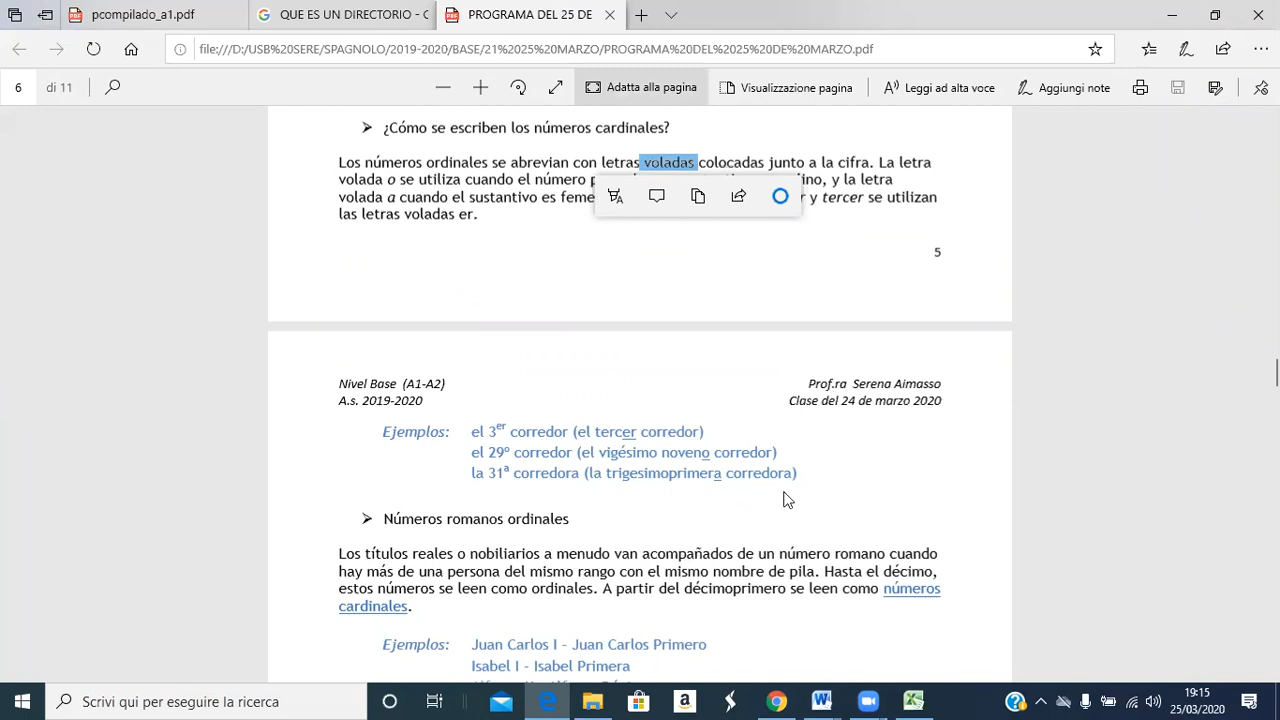 pcompilado_a1.pdf
QUE ES UN DIRECTORIO - C
PROGRAMA DEL 25 DE
file:///D:/USB%20SERE/SPAGNOLO/2019-2020/BASE/21%2025%20MARZO/PROGRAMA%20DEL%2025%20DE%20MARZO.pdf
6 di 11
Adatta alla pagina
Visualizzazione pagina
Leggi ad alta voce
Aggiungi note
➤ ¿Cómo se escriben los números cardinales?
Los números ordinales se abrevian con letras voladas colocadas junto a la cifra. La letra
volada o se utiliza cuando el número y la letra
volada a cuando el sustantivo es y tercer se utilizan
las letras voladas er.
5
Nivel Base (A1-A2)
Prof.ra Serena Aimasso
A.s. 2019-2020
Clase del 24 de marzo 2020
Ejemplos: el 3er corredor (el tercer corredor)
el 29º corredor (el vigésimo noveno corredor)
la 31ª corredora (la trigesimoprimera corredora)
➤ Números romanos ordinales
Los títulos reales o nobiliarios a menudo van acompañados de un número romano cuando
hay más de una persona del mismo rango con el mismo nombre de pila. Hasta el décimo,
estos números se leen como ordinales. A partir del décimoprimero se leen como números
cardinales.
Ejemplos: Juan Carlos I - Juan Carlos Primero
Isabel I - Isabel Primera
Scrivi qui per eseguire la ricerca
19:15
25/03/2020